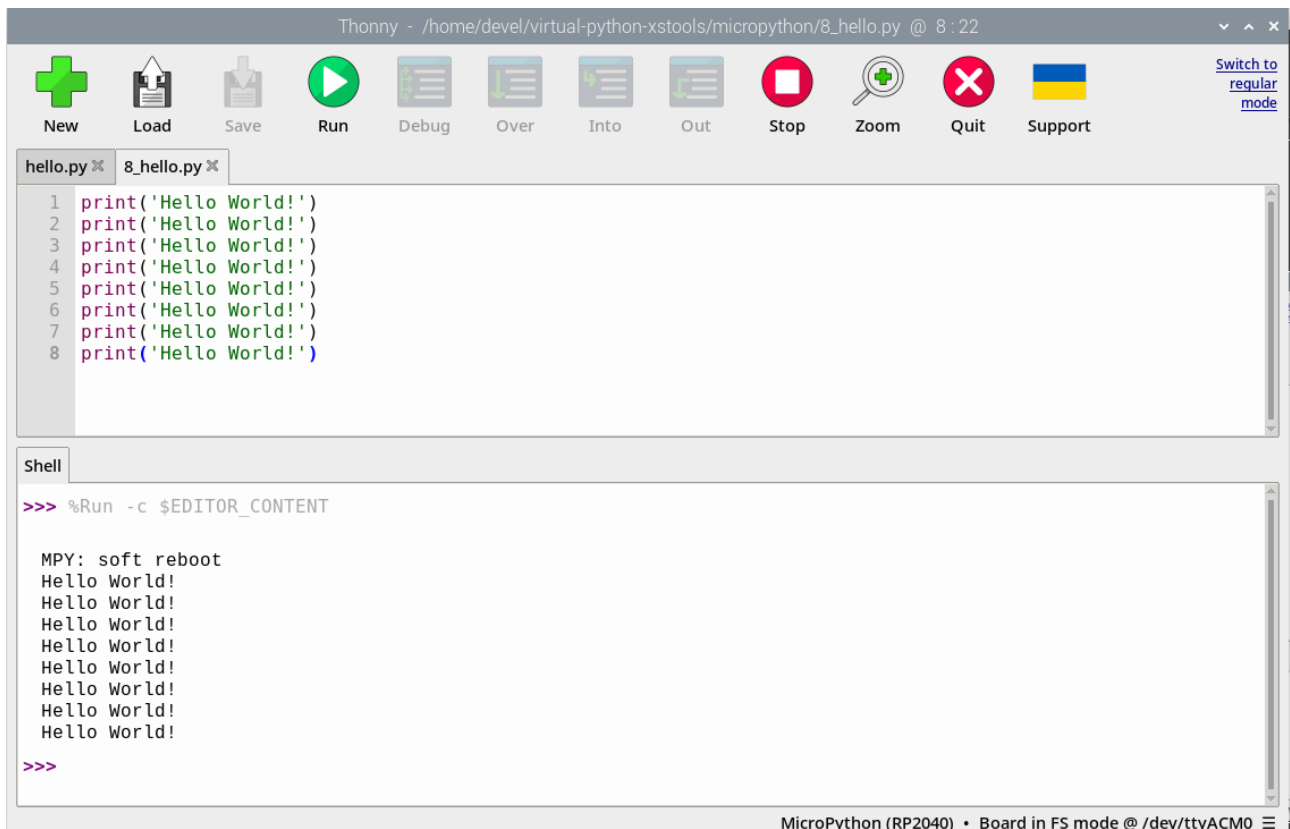 Thonny - /home/devel/virtual-python-xstools/micropython/8_hello.py @ 8 : 22
New Load Save Run Debug Over Into Out Stop Zoom Quit Support
Switch to
regular
mode
hello.py 8_hello.py
1 print('Hello World!')
2 print('Hello World!')
3 print('Hello World!')
4 print('Hello World!')
5 print('Hello World!')
6 print('Hello World!')
7 print('Hello World!')
8 print('Hello World!')
Shell
>>> %Run -c $EDITOR_CONTENT
MPY: soft reboot
Hello World!
Hello World!
Hello World!
Hello World!
Hello World!
Hello World!
Hello World!
Hello World!
>>>
MicroPython (RP2040) • Board in FS mode @ /dev/ttyACM0 ☰